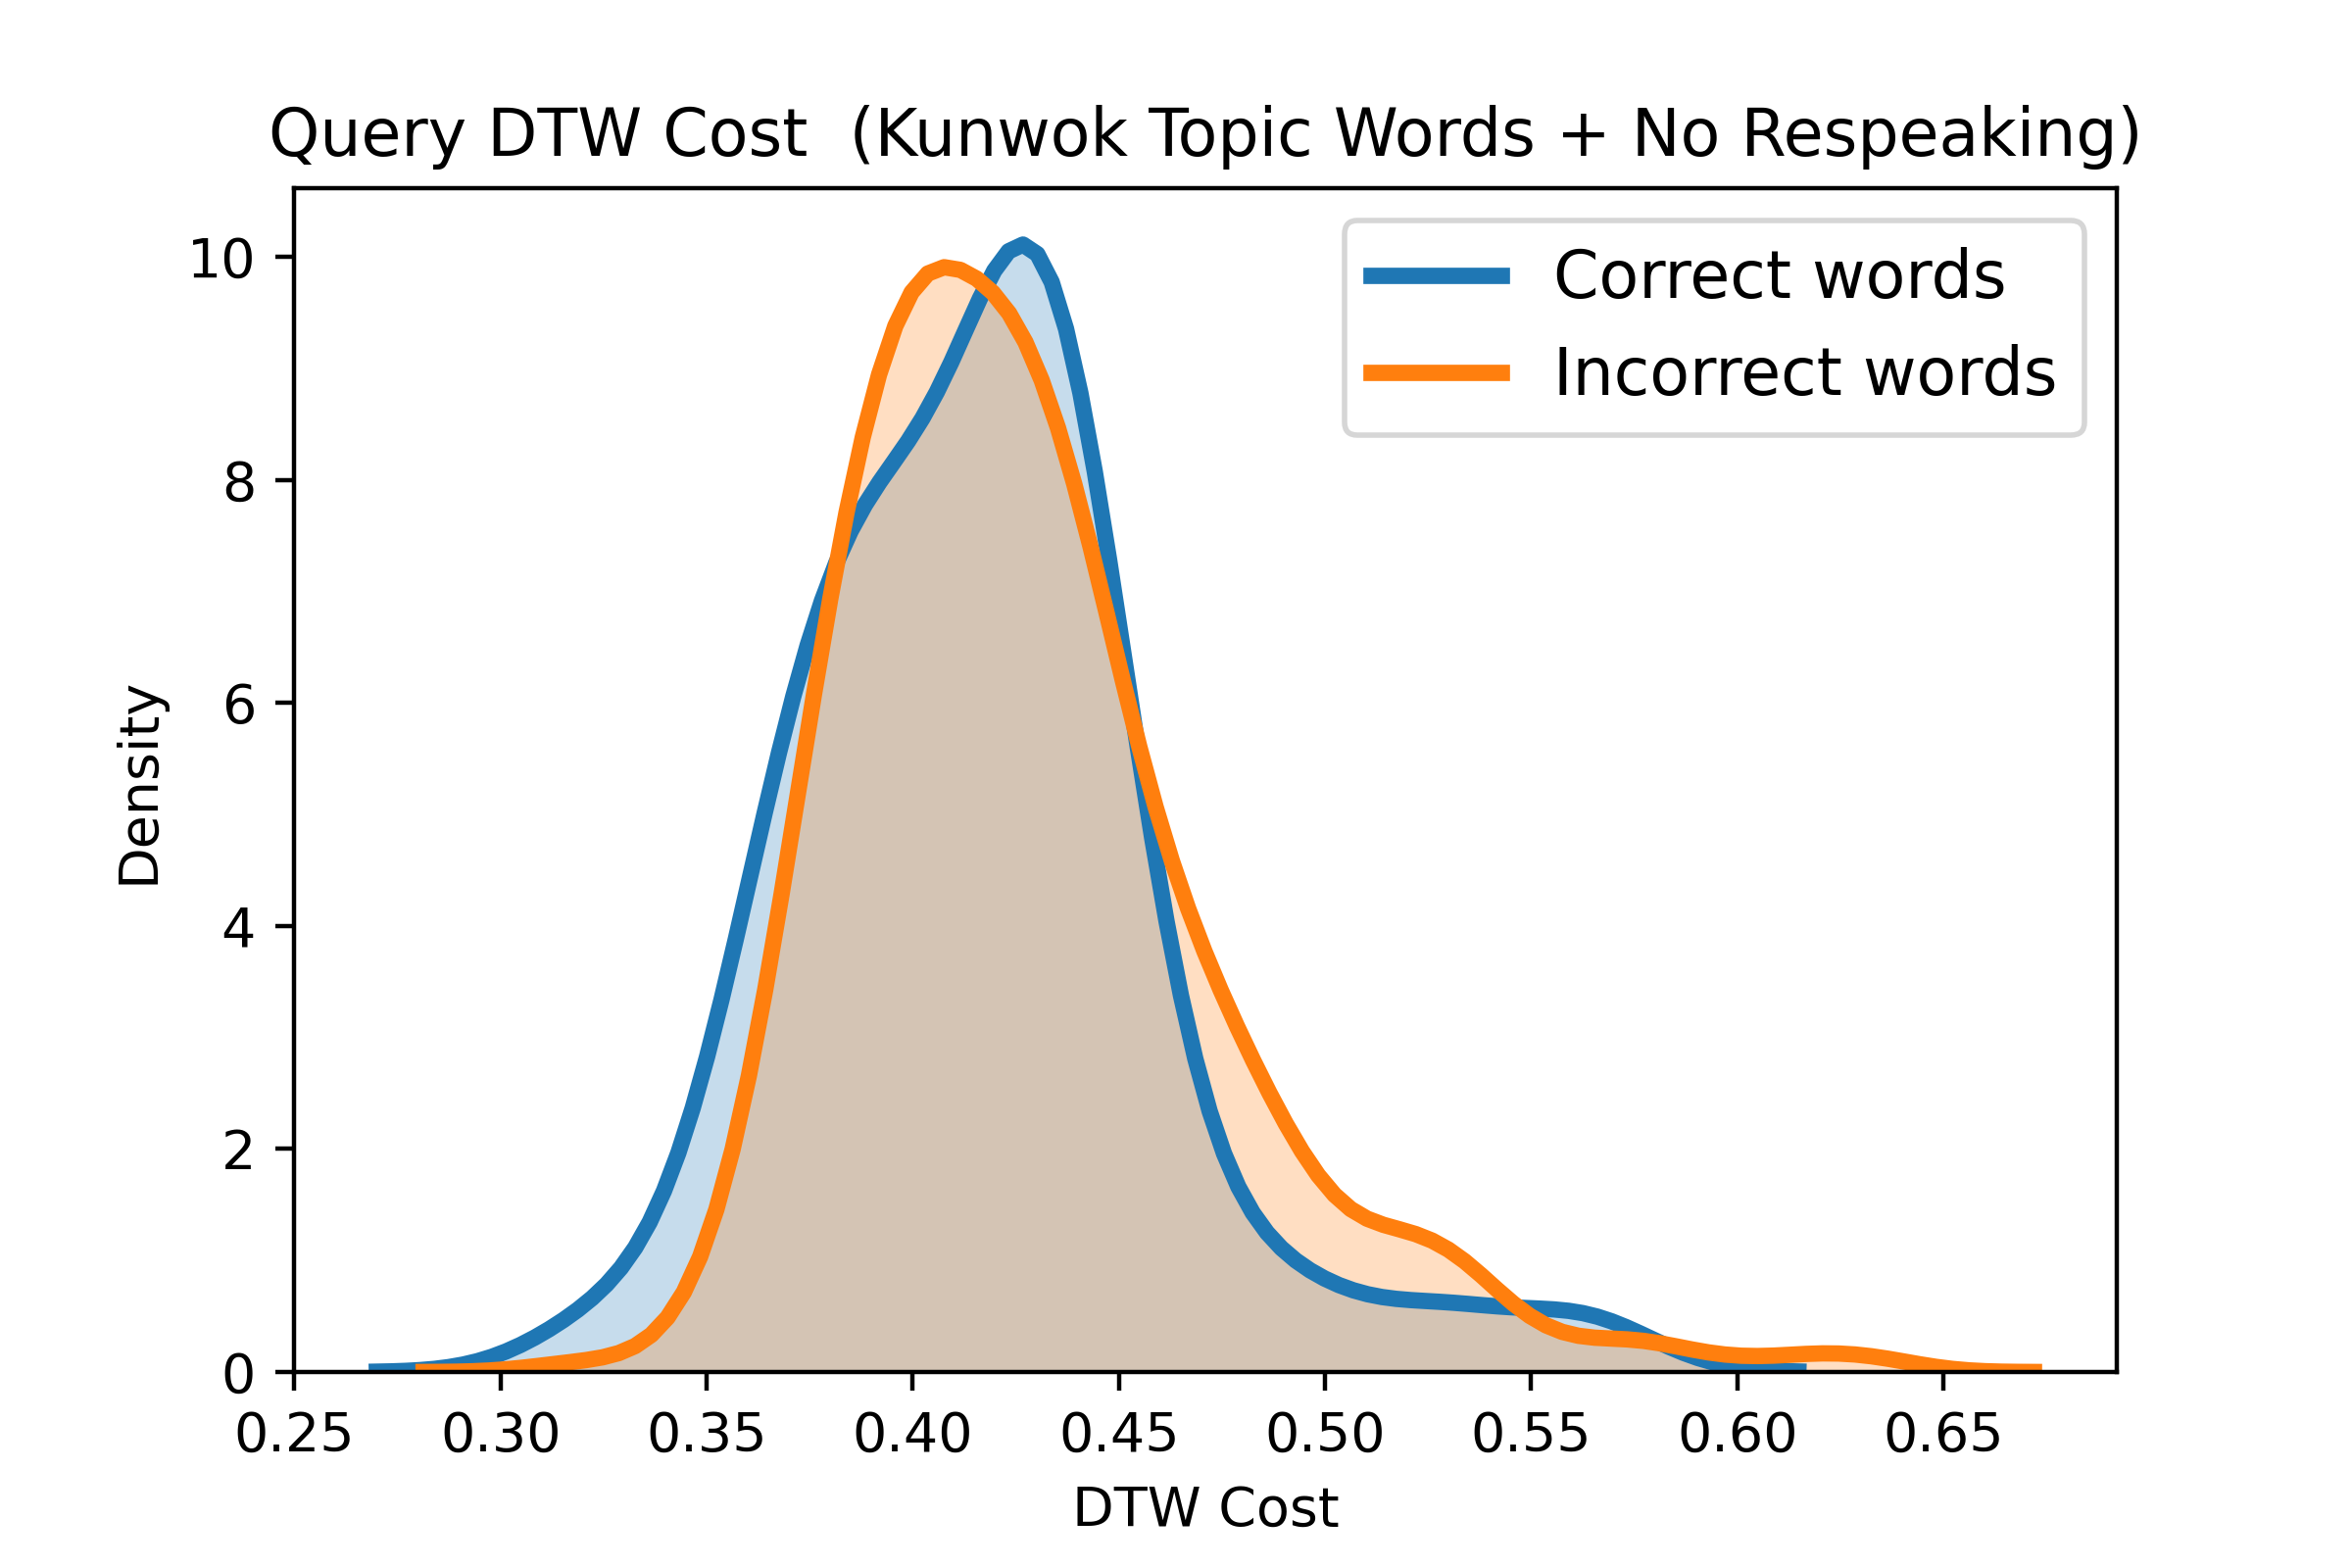 Query DTW Cost  (Kunwok Topic Words + No Respeaking)
Correct words
Incorrect words
10
8
6
4
2
0
Density
0.25 0.30 0.35 0.40 0.45 0.50 0.55 0.60 0.65
DTW Cost